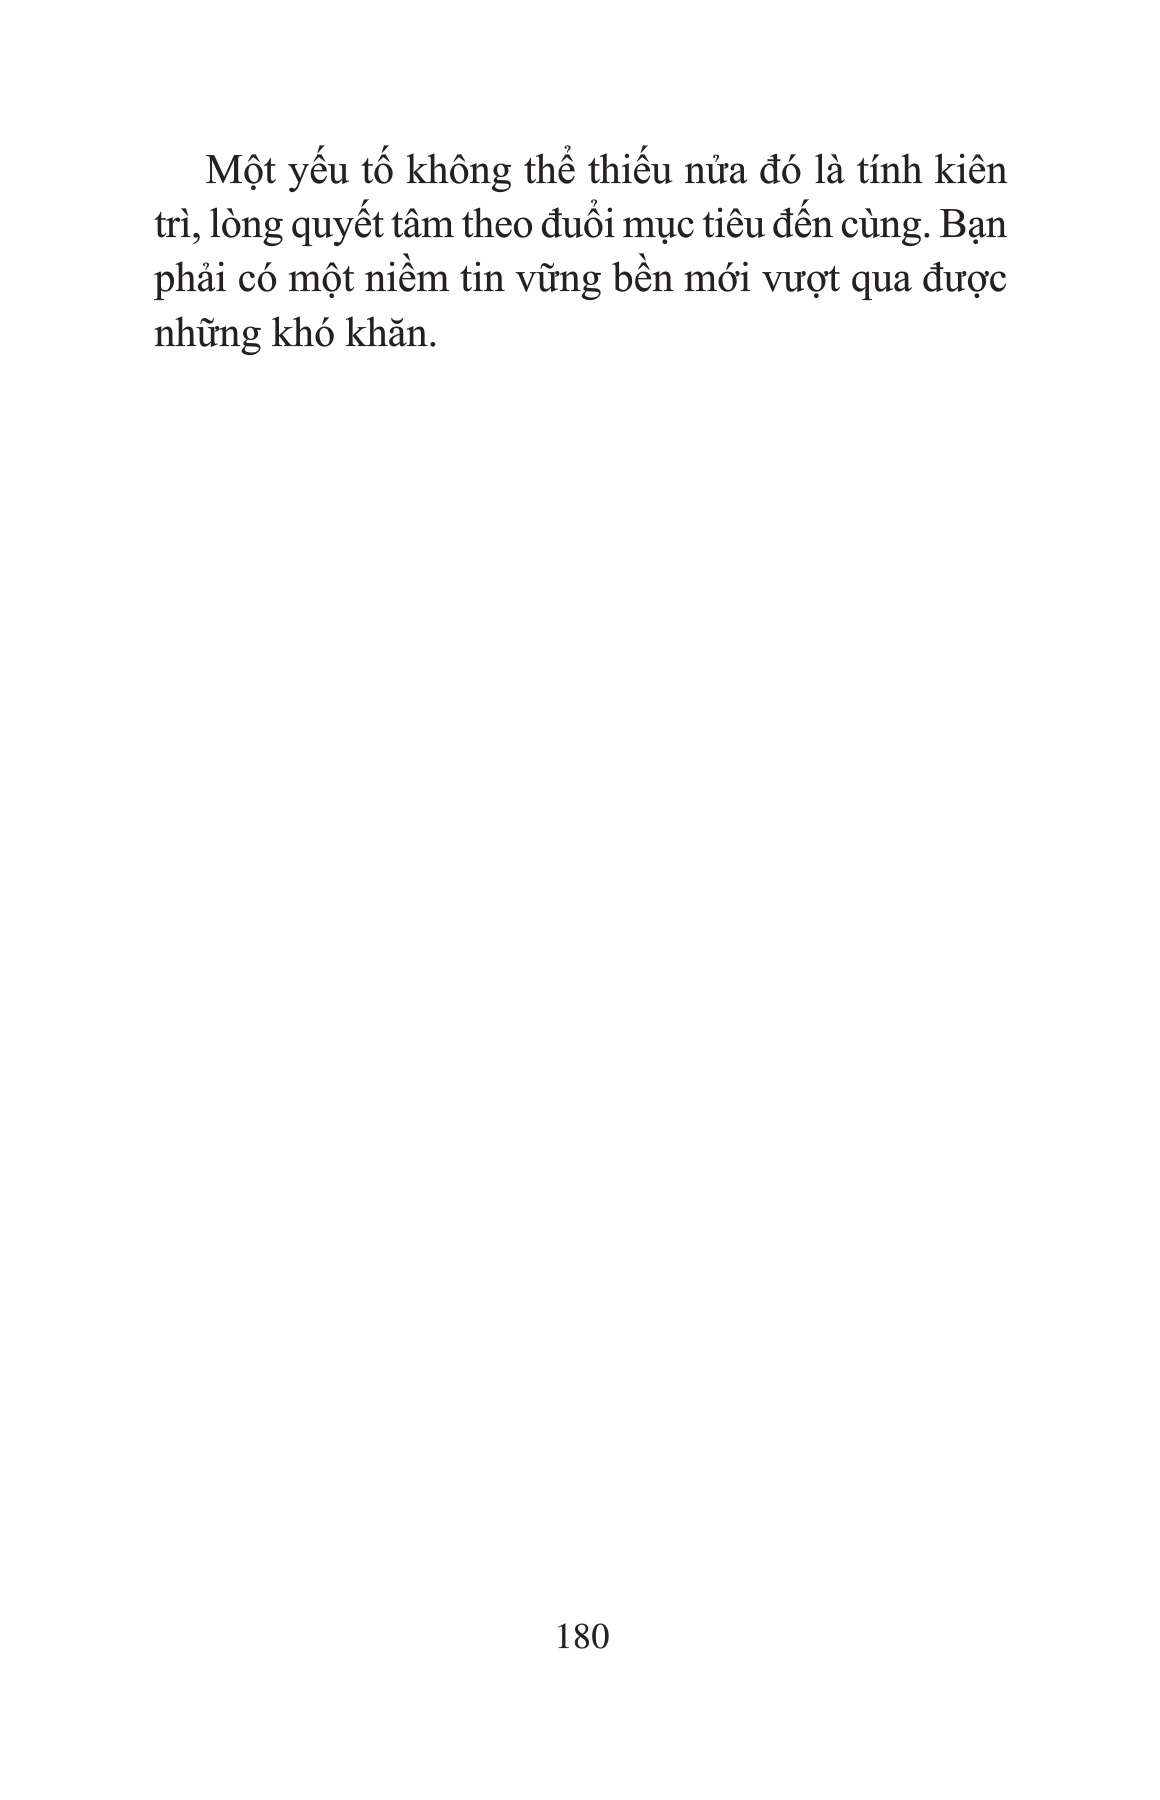 Một yếu tố không thể thiếu nửa đó là tính kiên
trì, lòng quyết tâm theo đuổi mục tiêu đến cùng. Bạn
phải có một niềm tin vững bền mới vượt qua được
những khó khăn.
180